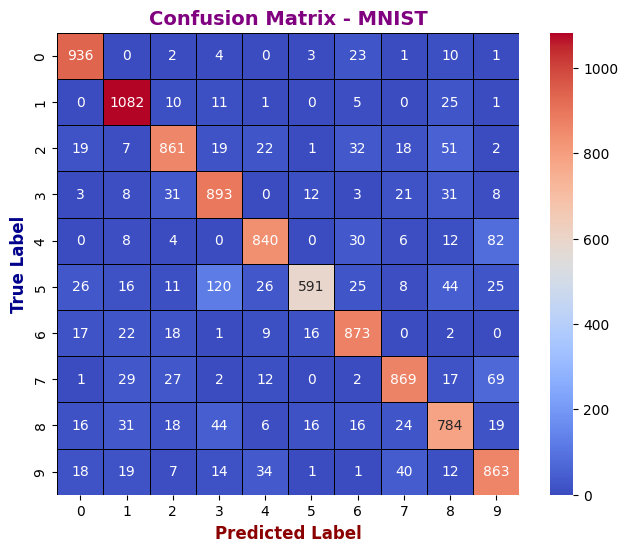 Confusion Matrix - MNIST
0 936 0 2 4 0 3 23 1 10 1
1 0 1082 10 11 1 0 5 0 25 1
2 19 7 861 19 22 1 32 18 51 2
3 3 8 31 893 0 12 3 21 31 8
4 0 8 4 0 840 0 30 6 12 82
5 26 16 11 120 26 591 25 8 44 25
6 17 22 18 1 9 16 873 0 2 0
7 1 29 27 2 12 0 2 869 17 69
8 16 31 18 44 6 16 16 24 784 19
9 18 19 7 14 34 1 1 40 12 863
0 1 2 3 4 5 6 7 8 9
True Label
Predicted Label
1000
800
600
400
200
0